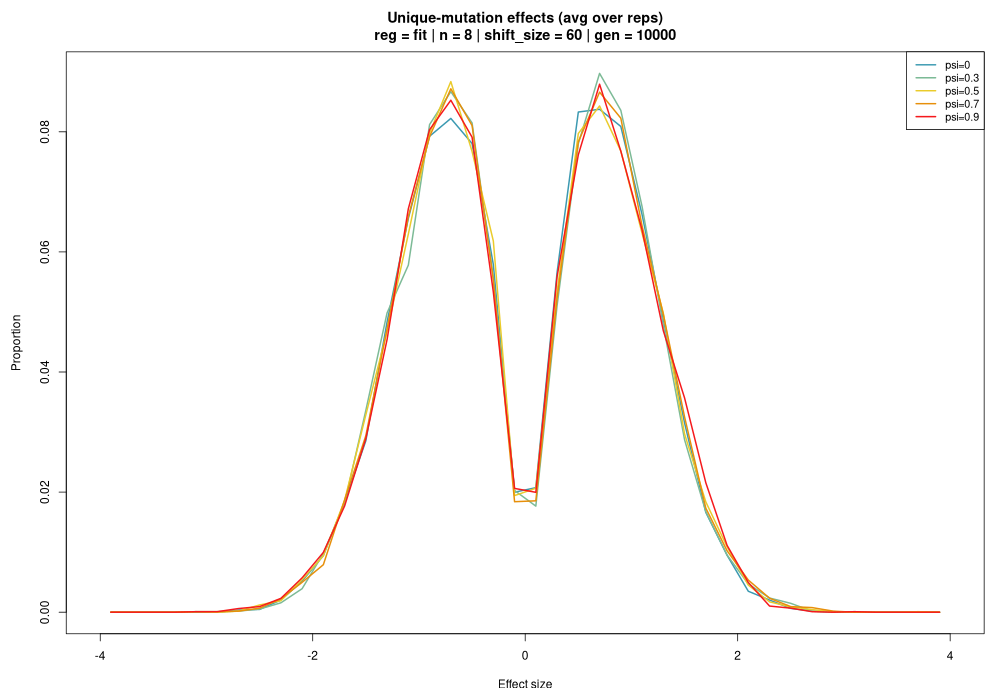 Unique-mutation effects (avg over reps)
reg = fit | n = 8 | shift_size = 60 | gen = 10000
psi=0
psi=0.3
psi=0.5
psi=0.7
psi=0.9
Proportion
0.08
0.06
0.04
0.02
0.00
-4
-2
0
2
4
Effect size